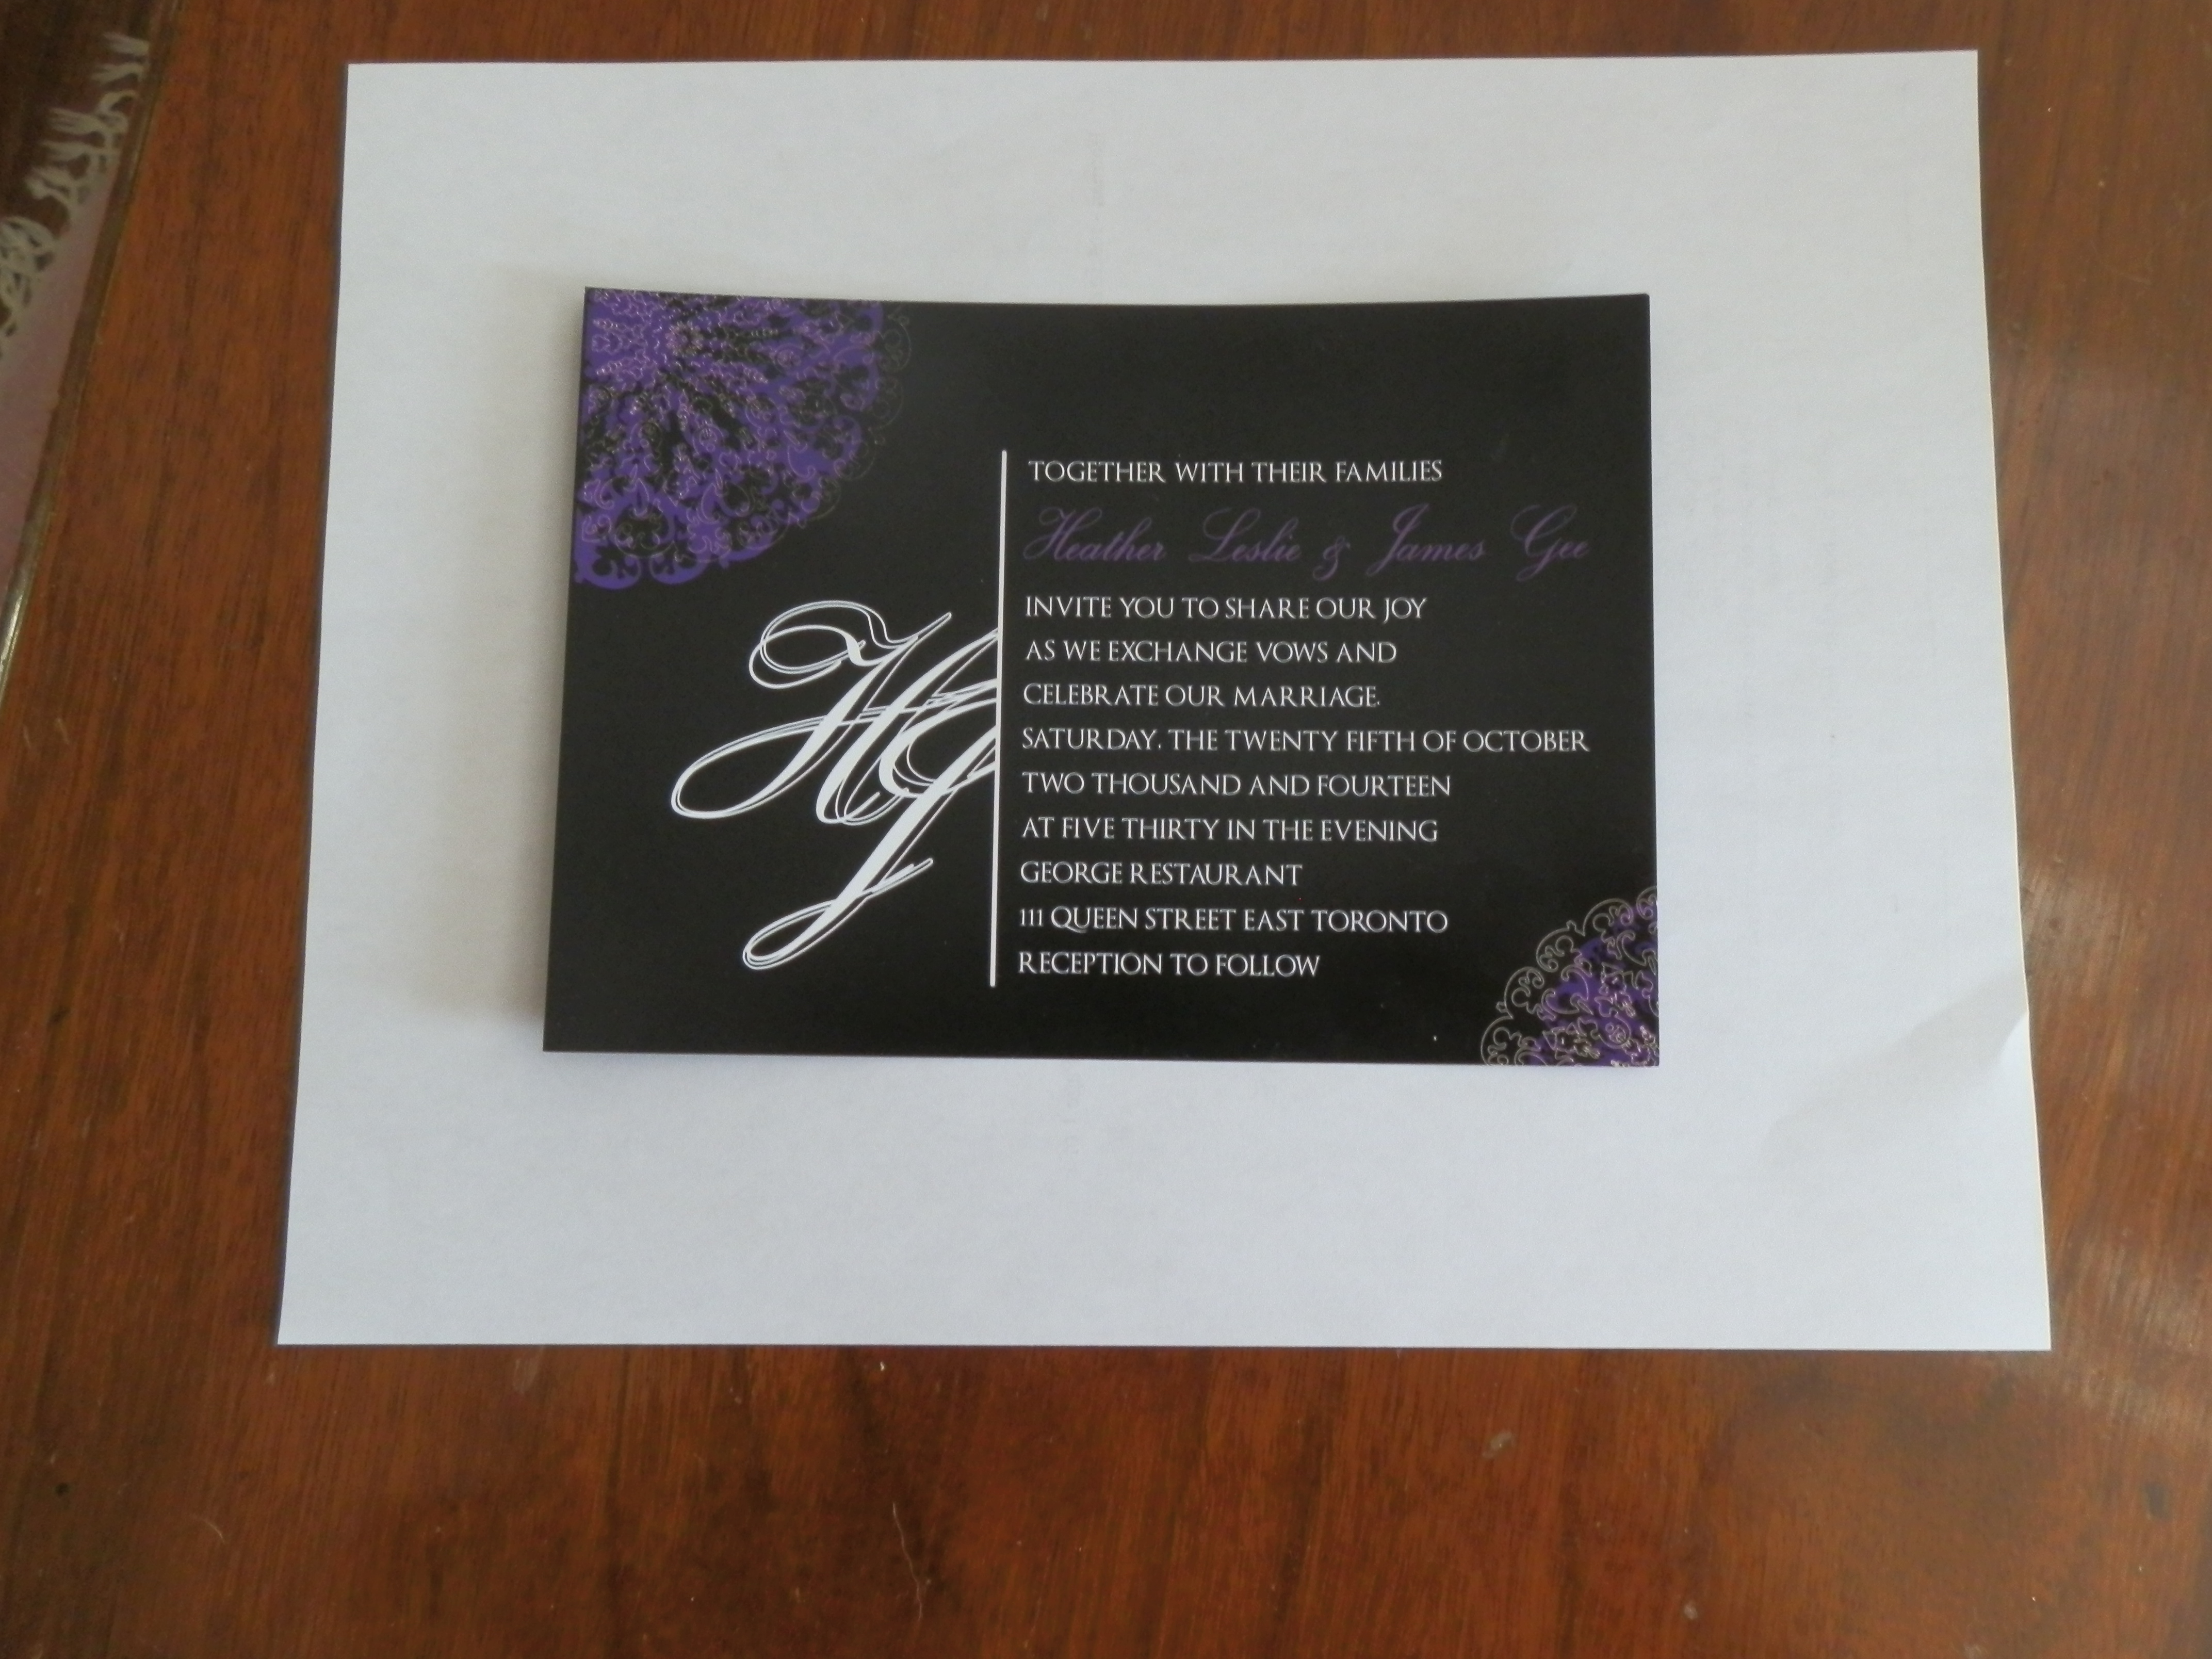 HJ
TOGETHER WITH THEIR FAMILIES
Heather Leslie & James Gee
INVITE YOU TO SHARE OUR JOY
AS WE EXCHANGE VOWS AND
CELEBRATE OUR MARRIAGE.
SATURDAY, THE TWENTY FIFTH OF OCTOBER
TWO THOUSAND AND FOURTEEN
AT FIVE THIRTY IN THE EVENING
GEORGE RESTAURANT
111 QUEEN STREET EAST TORONTO
RECEPTION TO FOLLOW